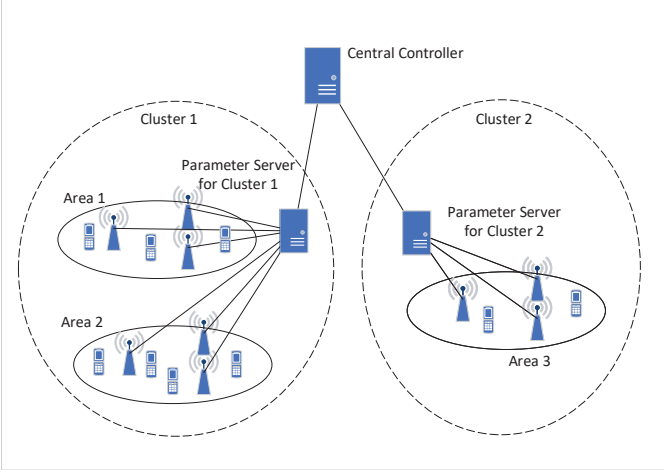 Central Controller
Cluster 1
Cluster 2
Parameter Server
for Cluster 1
Area 1
Parameter Server
for Cluster 2
Area 2
Area 3